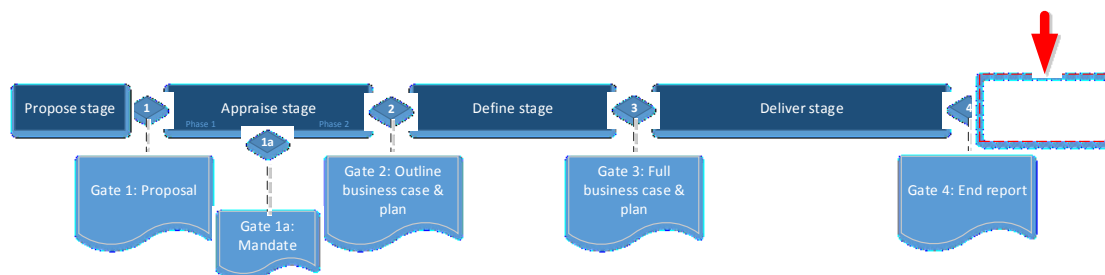 Propose stage
1
Appraise stage
Phase 1
Phase 2
2
Define stage
3
Deliver stage
4
1a
Gate 1: Proposal
Gate 1a:
Mandate
Gate 2: Outline
business case &
plan
Gate 3: Full
business case &
plan
Gate 4: End report